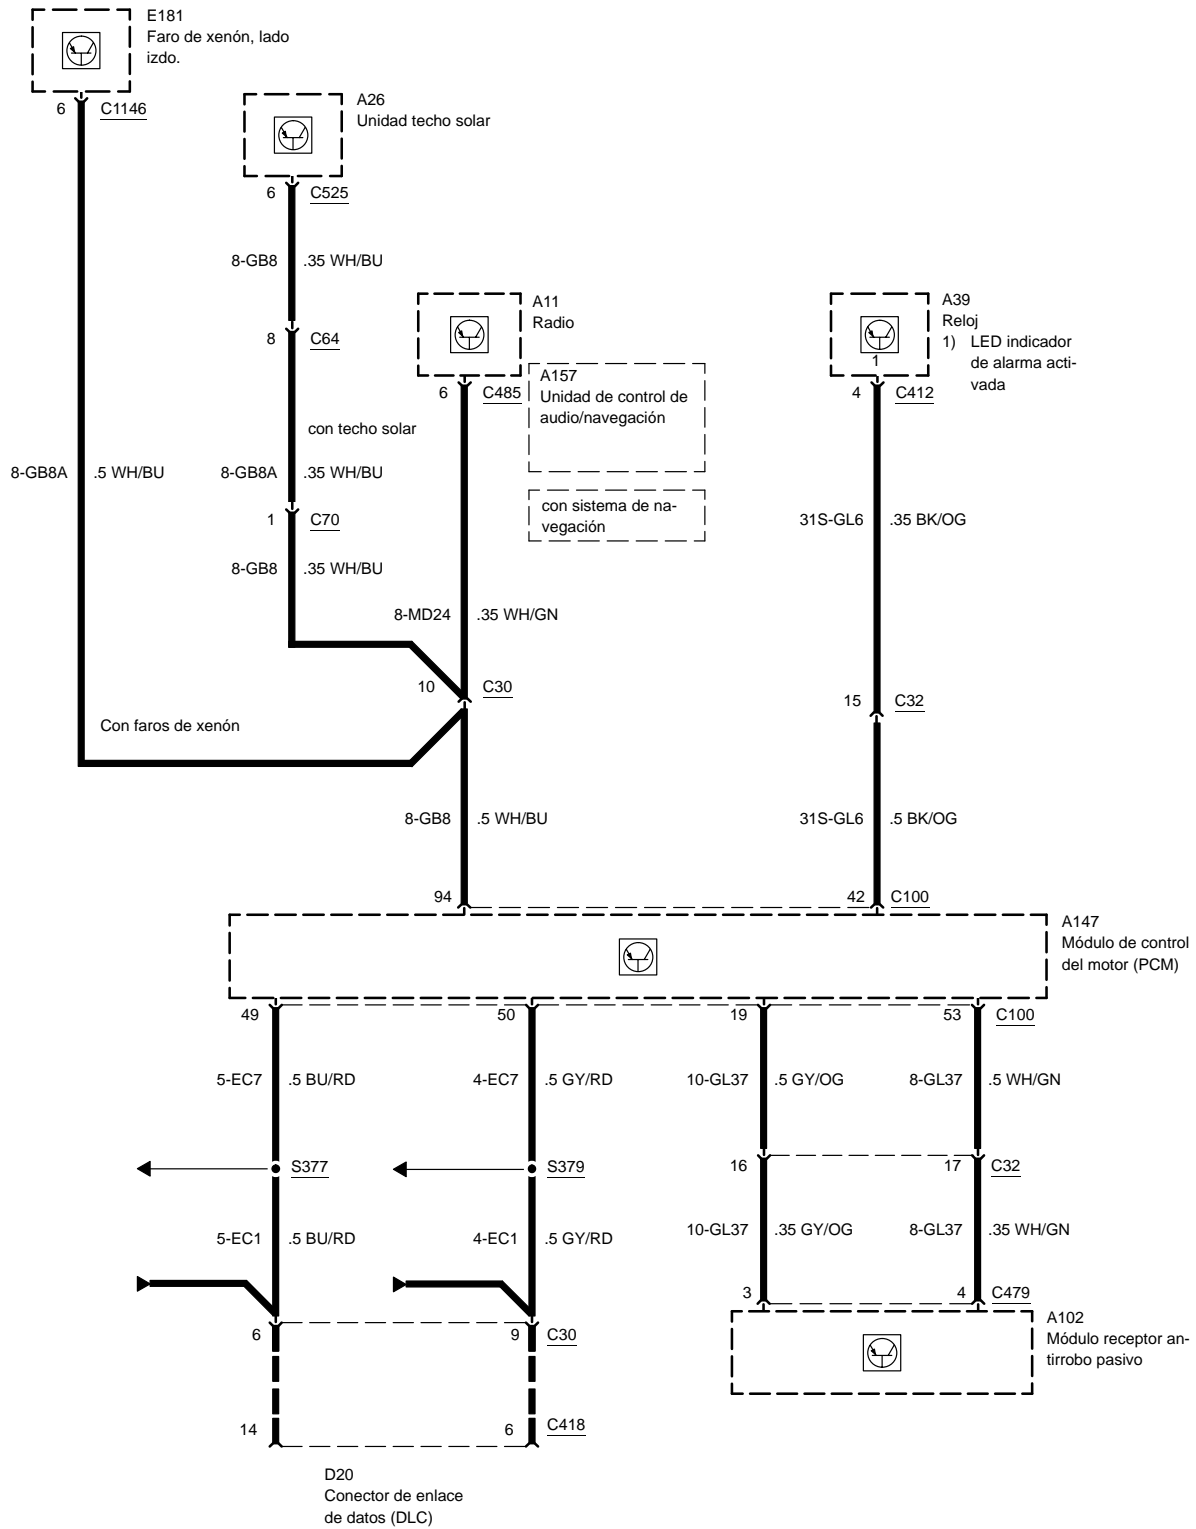 E181
Faro de xenón, lado
izdo.
6 C1146
A26
Unidad techo solar
6 C525
8-GB8 .35 WH/BU
A11
Radio
A39
Reloj
1) LED indicador
de alarma acti-
vada
1
8 C64
A157
Unidad de control de
audio/navegación
6 C485
4 C412
con techo solar
8-GB8A .5 WH/BU
8-GB8A .35 WH/BU
con sistema de na-
vegación
1 C70
31S-GL6 .35 BK/OG
8-GB8 .35 WH/BU
8-MD24 .35 WH/GN
10 C30
15 C32
Con faros de xenón
8-GB8 .5 WH/BU
31S-GL6 .5 BK/OG
94
42 C100
A147
Módulo de control
del motor (PCM)
49
50
19
53 C100
5-EC7 .5 BU/RD
4-EC7 .5 GY/RD
10-GL37 .5 GY/OG
8-GL37 .5 WH/GN
S377
S379
16
17 C32
5-EC1 .5 BU/RD
4-EC1 .5 GY/RD
10-GL37 .35 GY/OG
8-GL37 .35 WH/GN
3
4 C479
A102
Módulo receptor an-
tirrobo pasivo
6
9 C30
14
6 C418
D20
Conector de enlace
de datos (DLC)